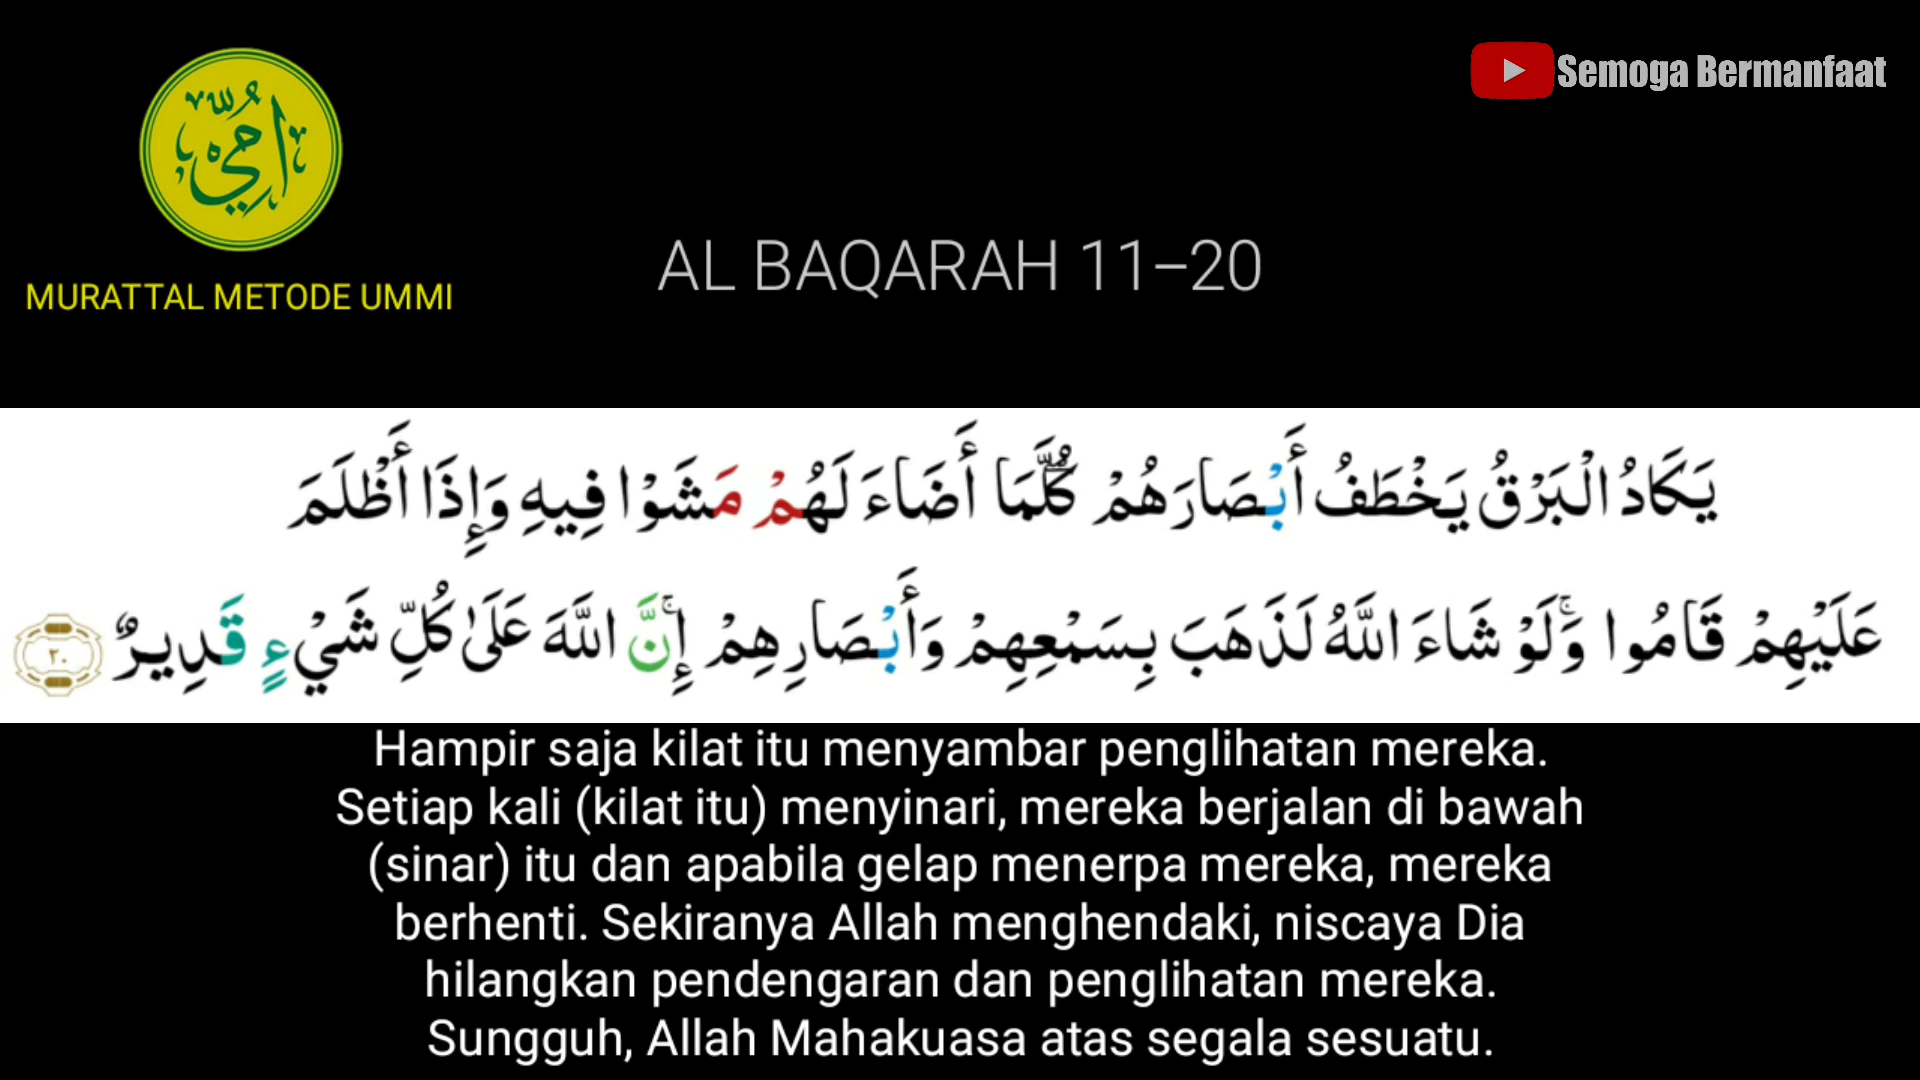 اُمِّي
Semoga Bermanfaat
MURATTAL METODE UMMI
AL BAQARAH 11–20
يَكَادُ الْبَرْقُ يَخْطَفُ أَبْصَارَهُمْ ۖ كُلَّمَا أَضَاءَ لَهُمْ مَشَوْا فِيهِ وَإِذَا أَظْلَمَ
عَلَيْهِمْ قَامُوا ۚ وَلَوْ شَاءَ اللَّهُ لَذَهَبَ بِسَمْعِهِمْ وَأَبْصَارِهِمْ ۚ إِنَّ اللَّهَ عَلَىٰ كُلِّ شَيْءٍ قَدِيرٌ ٢٠
Hampir saja kilat itu menyambar penglihatan mereka.
Setiap kali (kilat itu) menyinari, mereka berjalan di bawah
(sinar) itu dan apabila gelap menerpa mereka, mereka
berhenti. Sekiranya Allah menghendaki, niscaya Dia
hilangkan pendengaran dan penglihatan mereka.
Sungguh, Allah Mahakuasa atas segala sesuatu.